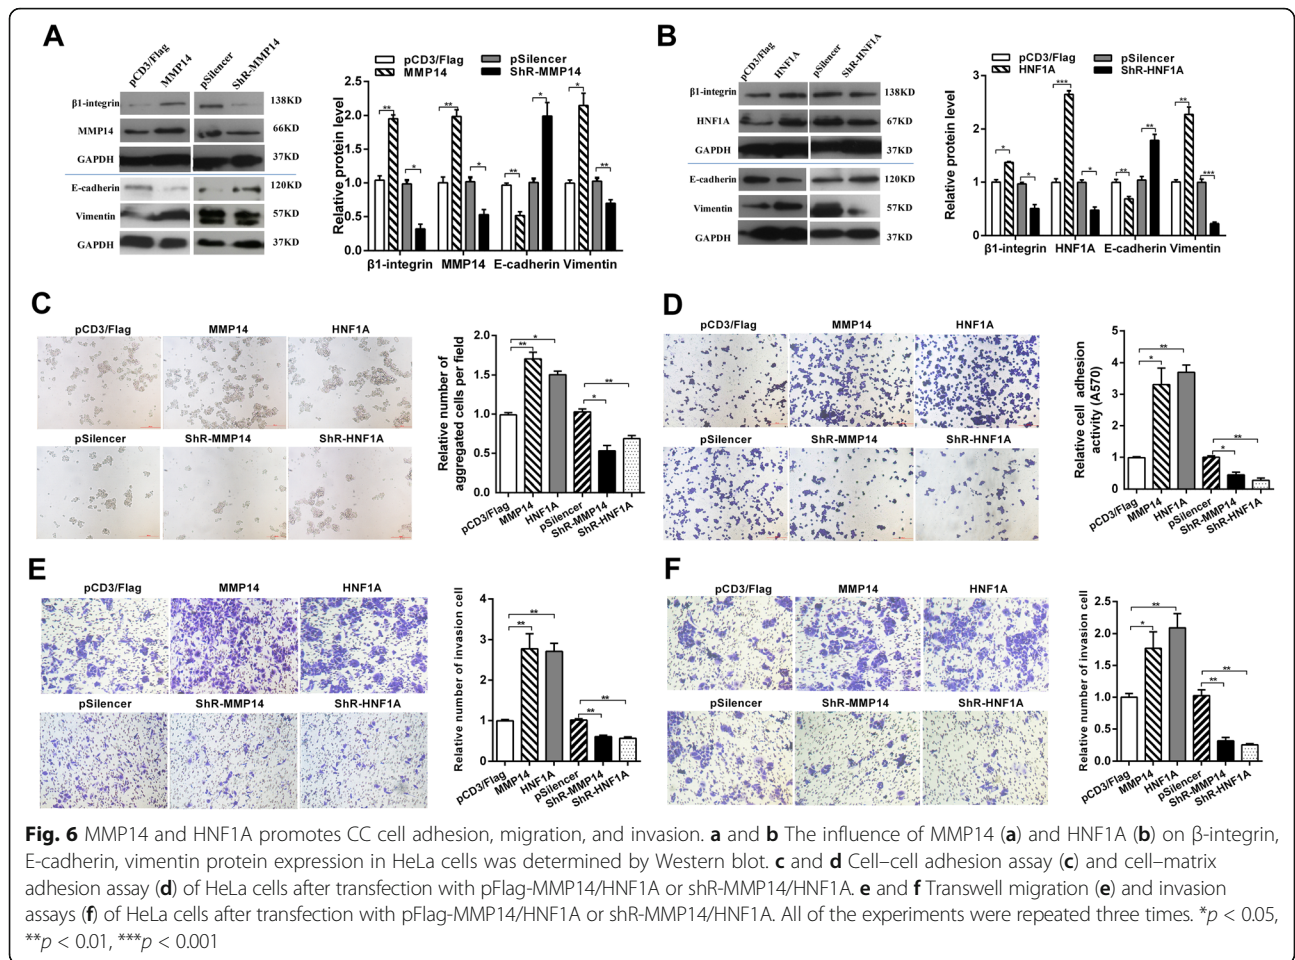 A
pCD3/Flag
MMP14
pSilencer
ShR-MMP14
β1-integrin
138KD
MMP14
66KD
GAPDH
37KD
E-cadherin
120KD
Vimentin
57KD
GAPDH
37KD
pCD3/Flag
pSilencer
MMP14
ShR-MMP14
Relative protein level
2.5
2.0
1.5
1.0
0.5
0.0
** * ** * ** * * **
β1-integrin MMP14 E-cadherin Vimentin
B
pCD3/Flag
HNF1A
pSilencer
ShR-HNF1A
β1-integrin
138KD
HNF1A
67KD
GAPDH
37KD
E-cadherin
120KD
Vimentin
57KD
GAPDH
37KD
pCD3/Flag
pSilencer
HNF1A
ShR-HNF1A
Relative protein level
3
2
1
0
* * *** * ** ** ** ***
β1-integrin HNF1A E-cadherin Vimentin
C
pCD3/Flag MMP14 HNF1A
pSilencer ShR-MMP14 ShR-HNF1A
Relative number of
aggregated cells per field
2.0
1.5
1.0
0.5
0.0
*
**
**
*
pCD3/Flag
MMP14
HNF1A
pSilencer
ShR-MMP14
ShR-HNF1A
D
pCD3/Flag MMP14 HNF1A
pSilencer ShR-MMP14 ShR-HNF1A
Relative cell adhesion
activity (A570)
5
4
3
2
1
0
**
*
**
*
pCD3/Flag
MMP14
HNF1A
pSilencer
ShR-MMP14
ShR-HNF1A
E
pCD3/Flag MMP14 HNF1A
pSilencer ShR-MMP14 ShR-HNF1A
Relative number of invasion cell
4
3
2
1
0
**
**
**
**
pCD3/Flag
MMP14
HNF1A
pSilencer
ShR-MMP14
ShR-HNF1A
F
pCD3/Flag MMP14 HNF1A
pSilencer ShR-MMP14 ShR-HNF1A
Relative number of invasion cell
2.5
2.0
1.5
1.0
0.5
0.0
**
*
**
**
pCD3/Flag
MMP14
HNF1A
pSilencer
ShR-MMP14
ShR-HNF1A
Fig. 6 MMP14 and HNF1A promotes CC cell adhesion, migration, and invasion. a and b The influence of MMP14 (a) and HNF1A (b) on β-integrin,
E-cadherin, vimentin protein expression in HeLa cells was determined by Western blot. c and d Cell–cell adhesion assay (c) and cell–matrix
adhesion assay (d) of HeLa cells after transfection with pFlag-MMP14/HNF1A or shR-MMP14/HNF1A. e and f Transwell migration (e) and invasion
assays (f) of HeLa cells after transfection with pFlag-MMP14/HNF1A or shR-MMP14/HNF1A. All of the experiments were repeated three times. *p < 0.05,
**p < 0.01, ***p < 0.001